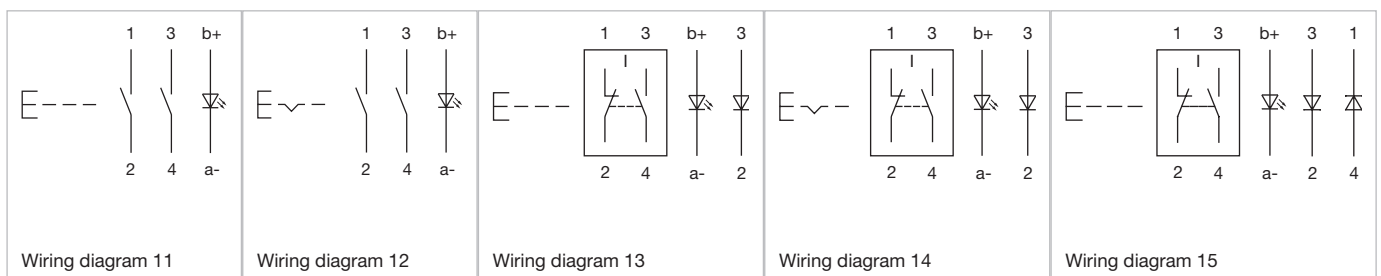 1 3 b+
2 4 a-
Wiring diagram 11
1 3 b+
2 4 a-
Wiring diagram 12
1 3 b+ 3
2 4 a- 2
Wiring diagram 13
1 3 b+ 3
2 4 a- 2
Wiring diagram 14
1 3 b+ 3 1
2 4 a- 2 4
Wiring diagram 15